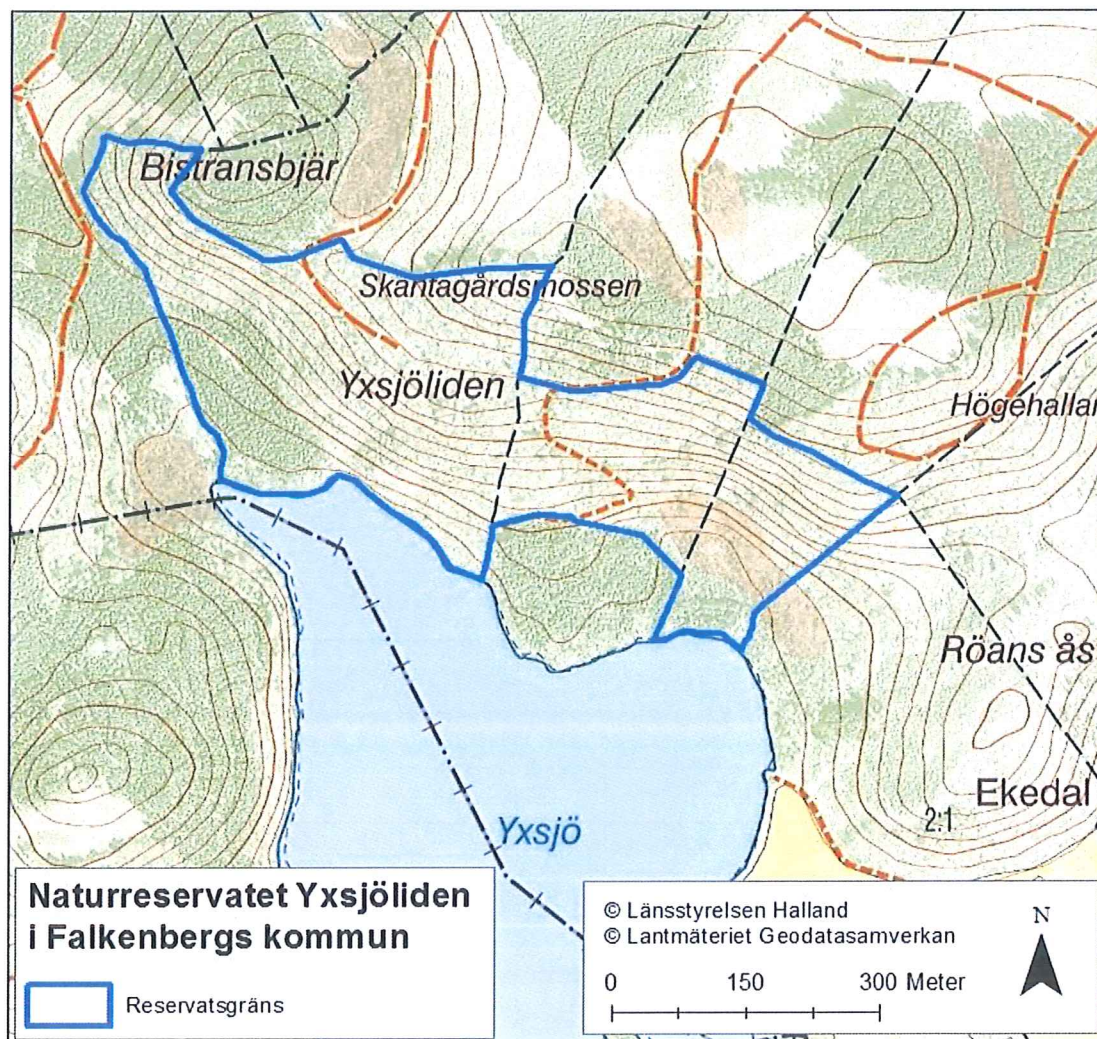 Bistransbjär
Skantagårdsmossen
Yxsjöliden
Högehallar
Röans ås
Ekedal
2:1
Yxsjö
Naturreservatet Yxsjöliden
i Falkenbergs kommun
Reservatsgräns
© Länsstyrelsen Halland
© Lantmäteriet Geodatasamverkan
N
0 150 300 Meter